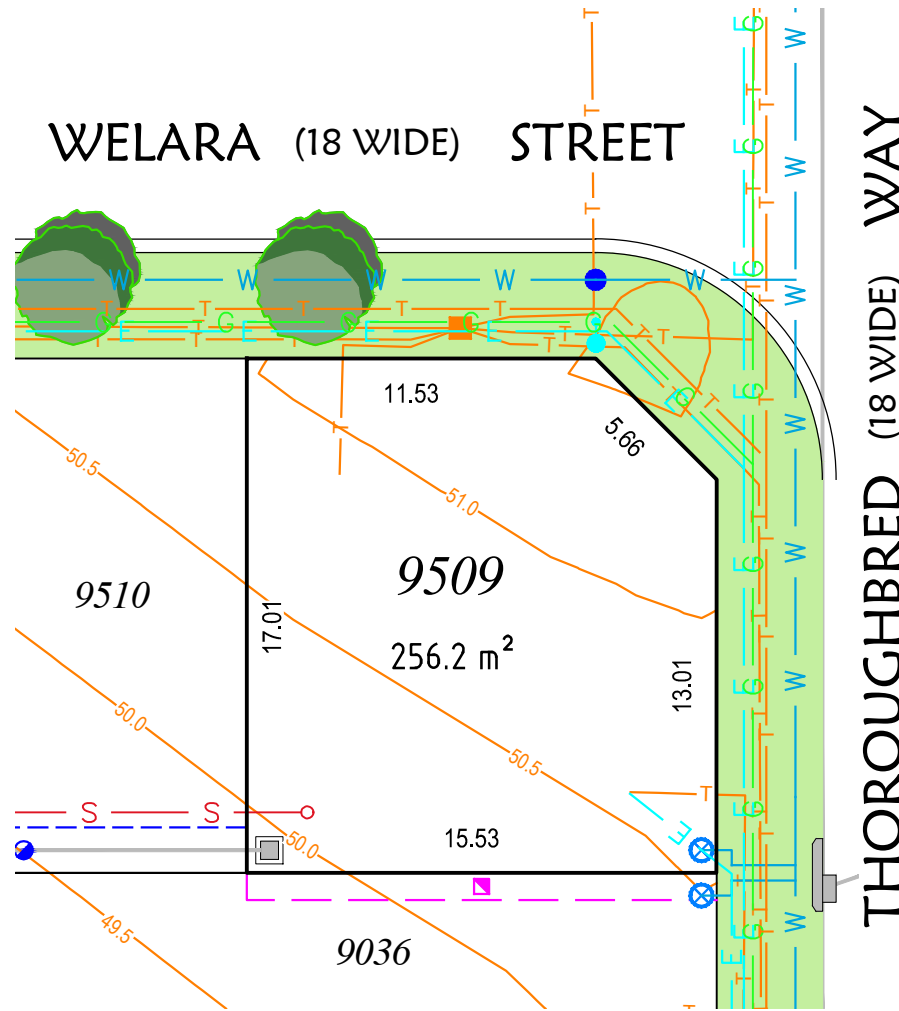 WELARA (18 WIDE) STREET
THOROUGHBRED (18 WIDE) WAY
T
T
T
T
T
E
G
W
W
W
W
W
W
G
E
T
11.53
5.66
50.5
51.0
9510
9509
256.2 m²
17.01
13.01
50.0
50.5
S S
15.53
50.0
T
E
49.5
9036
E
T